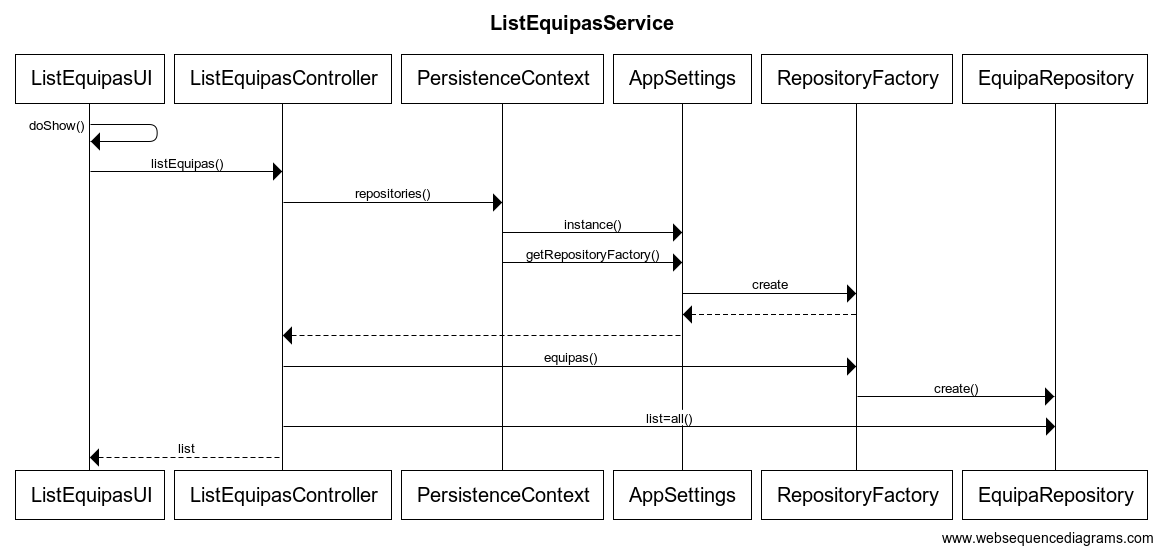 ListEquipasService
ListEquipasUI ListEquipasController PersistenceContext AppSettings RepositoryFactory EquipaRepository
doShow()
listEquipas()
repositories()
instance()
getRepositoryFactory()
create
equipas()
create()
list=all()
list
ListEquipasUI ListEquipasController PersistenceContext AppSettings RepositoryFactory EquipaRepository
www.websequencediagrams.com